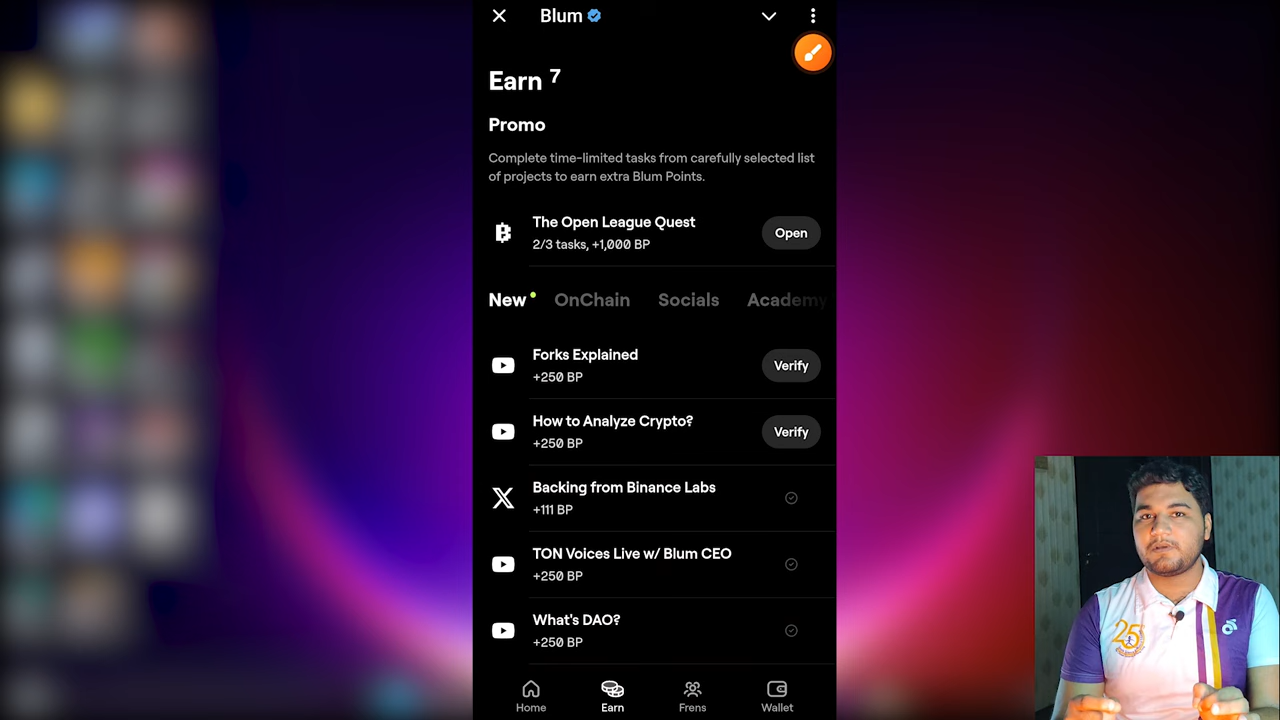 Blum
Earn 7
Promo
Complete time-limited tasks from carefully selected list
of projects to earn extra Blum Points.
The Open League Quest
2/3 tasks, +1,000 BP
Open
New
OnChain
Socials
Academy
Forks Explained
+250 BP
Verify
How to Analyze Crypto?
+250 BP
Verify
Backing from Binance Labs
+111 BP
TON Voices Live w/ Blum CEO
+250 BP
What's DAO?
+250 BP
Home
Earn
Frens
Wallet
25